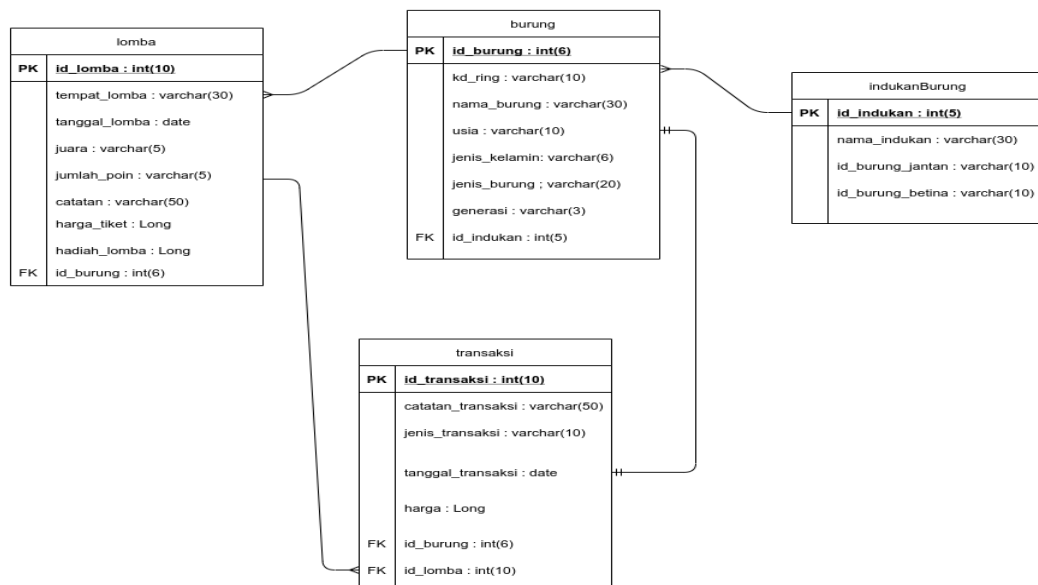 lomba
PK id_lomba : int(10)
tempat_lomba : varchar(30)
tanggal_lomba : date
juara : varchar(5)
jumlah_poin : varchar(5)
catatan : varchar(50)
harga_tiket : Long
hadiah_lomba : Long
FK id_burung : int(6)
burung
PK id_burung : int(6)
kd_ring : varchar(10)
nama_burung : varchar(30)
usia : varchar(10)
jenis_kelamin: varchar(6)
jenis_burung ; varchar(20)
generasi : varchar(3)
FK id_indukan : int(5)
indukanBurung
PK id_indukan : int(5)
nama_indukan : varchar(30)
id_burung_jantan : varchar(10)
id_burung_betina : varchar(10)
transaksi
PK id_transaksi : int(10)
catatan_transaksi : varchar(50)
jenis_transaksi : varchar(10)
tanggal_transaksi : date
harga : Long
FK id_burung : int(6)
FK id_lomba : int(10)